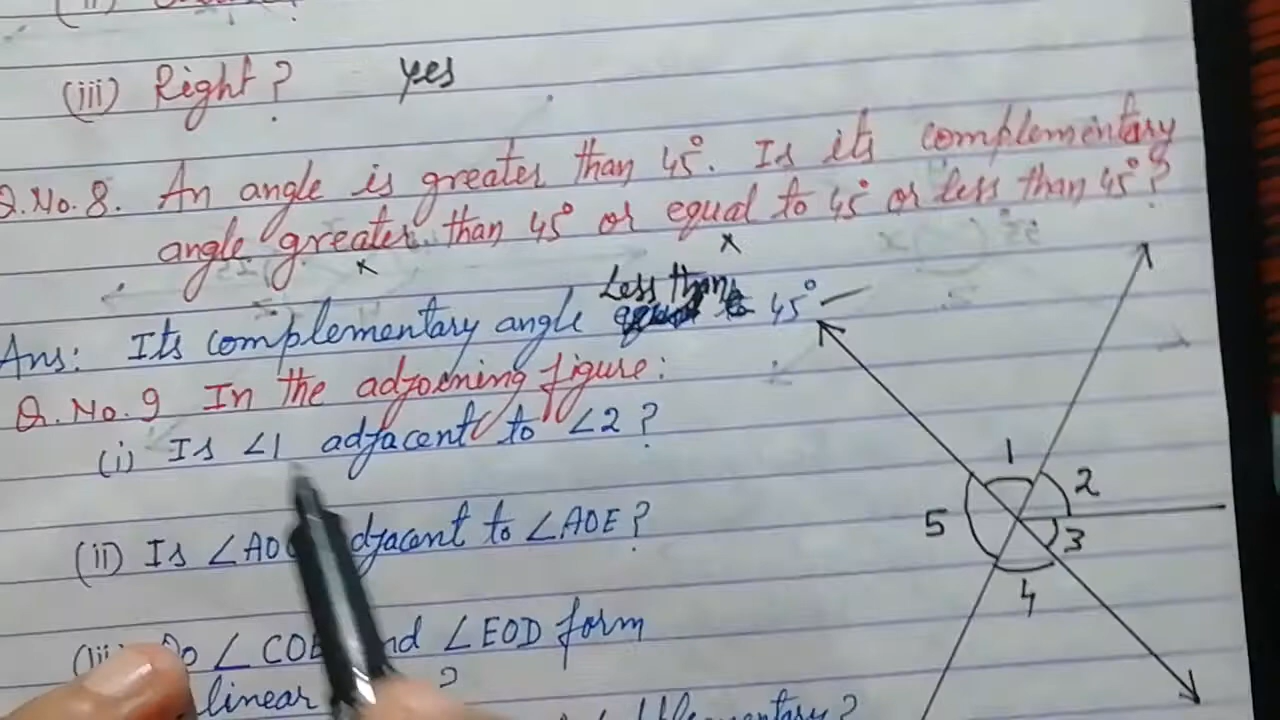 (iii) Right? yes
Q.No.8. An angle is greater than 45°. Is its complementary
angle greater than 45° or equal to 45° or less than 45°?
x x
Less than
Ans: Its complementary angle 45°
Q.No.9 In the adjoining figure:
(i) Is ∠1 adjacent to ∠2?
(ii) Is adjacent to ∠AOE?
and ∠EOD form
linear ?
1
2
5
3
4